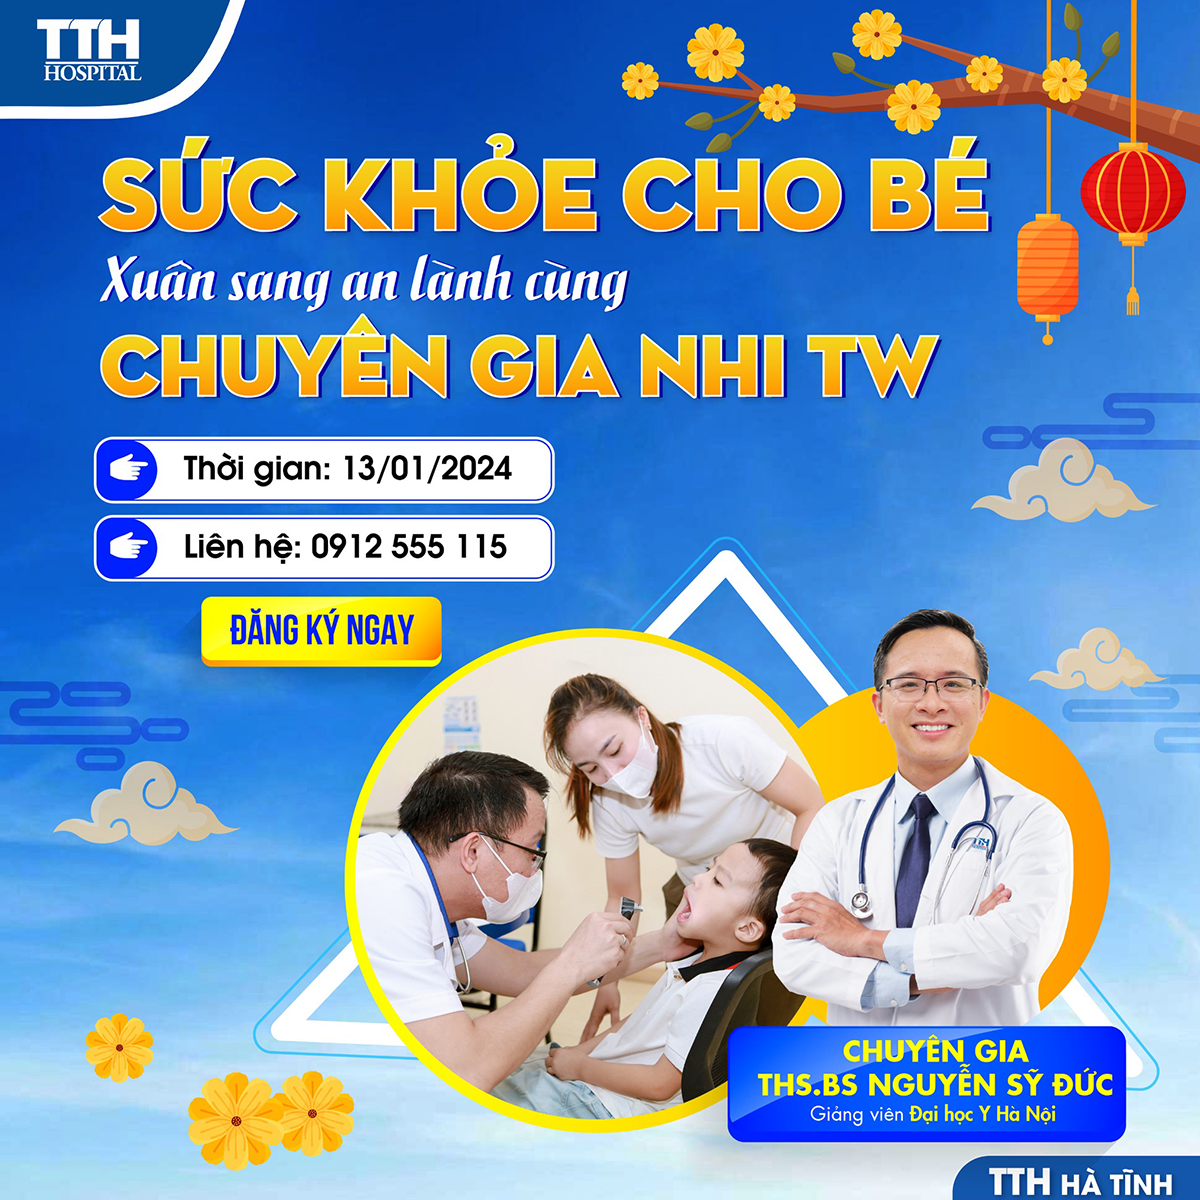 TTH
HOSPITAL
SỨC KHỎE CHO BÉ
Xuân sang an lành cùng
CHUYÊN GIA NHI TW
Thời gian: 13/01/2024
Liên hệ: 0912 555 115
ĐĂNG KÝ NGAY
TTH
CHUYÊN GIA
THS.BS NGUYỄN SỸ ĐỨC
Giảng viên Đại học Y Hà Nội
TTH HÀ TĨNH